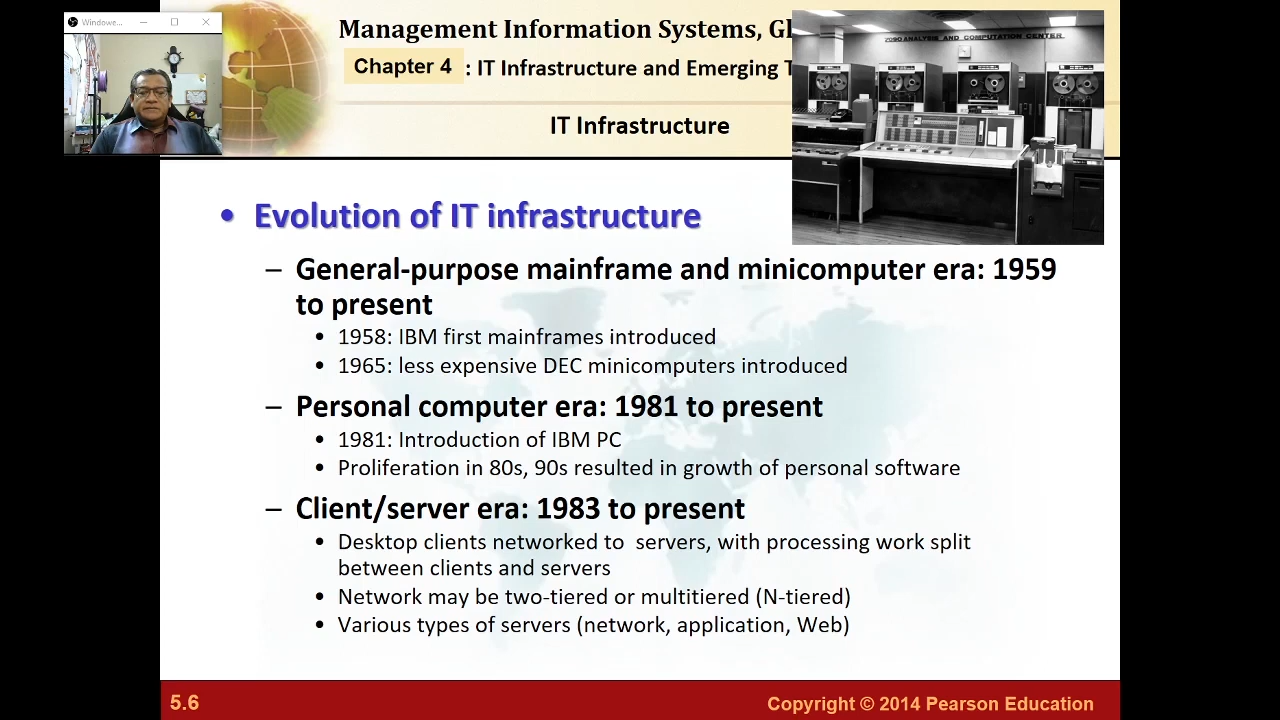 Windowe...
Management Information Systems, Gl
Chapter 4 : IT Infrastructure and Emerging T
IT Infrastructure
7090 ANALYSIS AND COMPUTATION CENTER
• Evolution of IT infrastructure
– General-purpose mainframe and minicomputer era: 1959
to present
• 1958: IBM first mainframes introduced
• 1965: less expensive DEC minicomputers introduced
– Personal computer era: 1981 to present
• 1981: Introduction of IBM PC
• Proliferation in 80s, 90s resulted in growth of personal software
– Client/server era: 1983 to present
• Desktop clients networked to servers, with processing work split
between clients and servers
• Network may be two-tiered or multitiered (N-tiered)
• Various types of servers (network, application, Web)
5.6
Copyright © 2014 Pearson Education